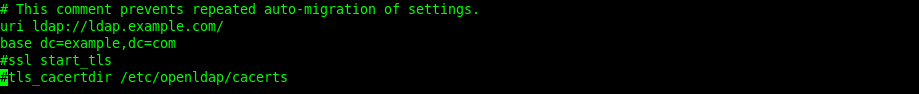 # This comment prevents repeated auto-migration of settings.
uri ldap://ldap.example.com/
base dc=example,dc=com
#ssl start_tls
#tls_cacertdir /etc/openldap/cacerts